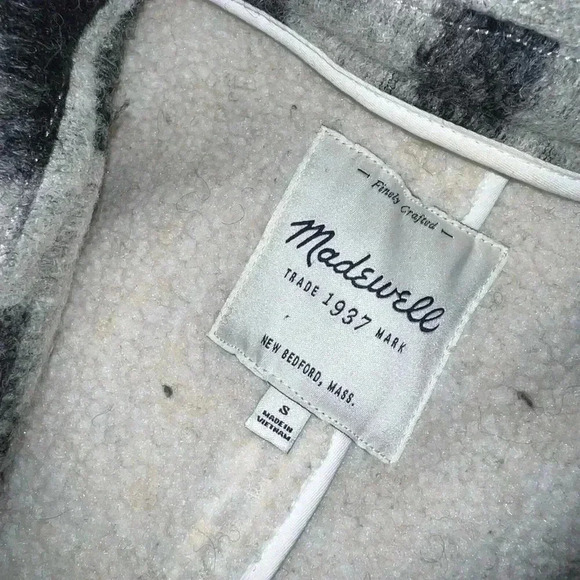 Finely Crafted
Madewell
TRADE 1937 MARK
NEW BEDFORD, MASS.
S
MADE IN
VIETNAM